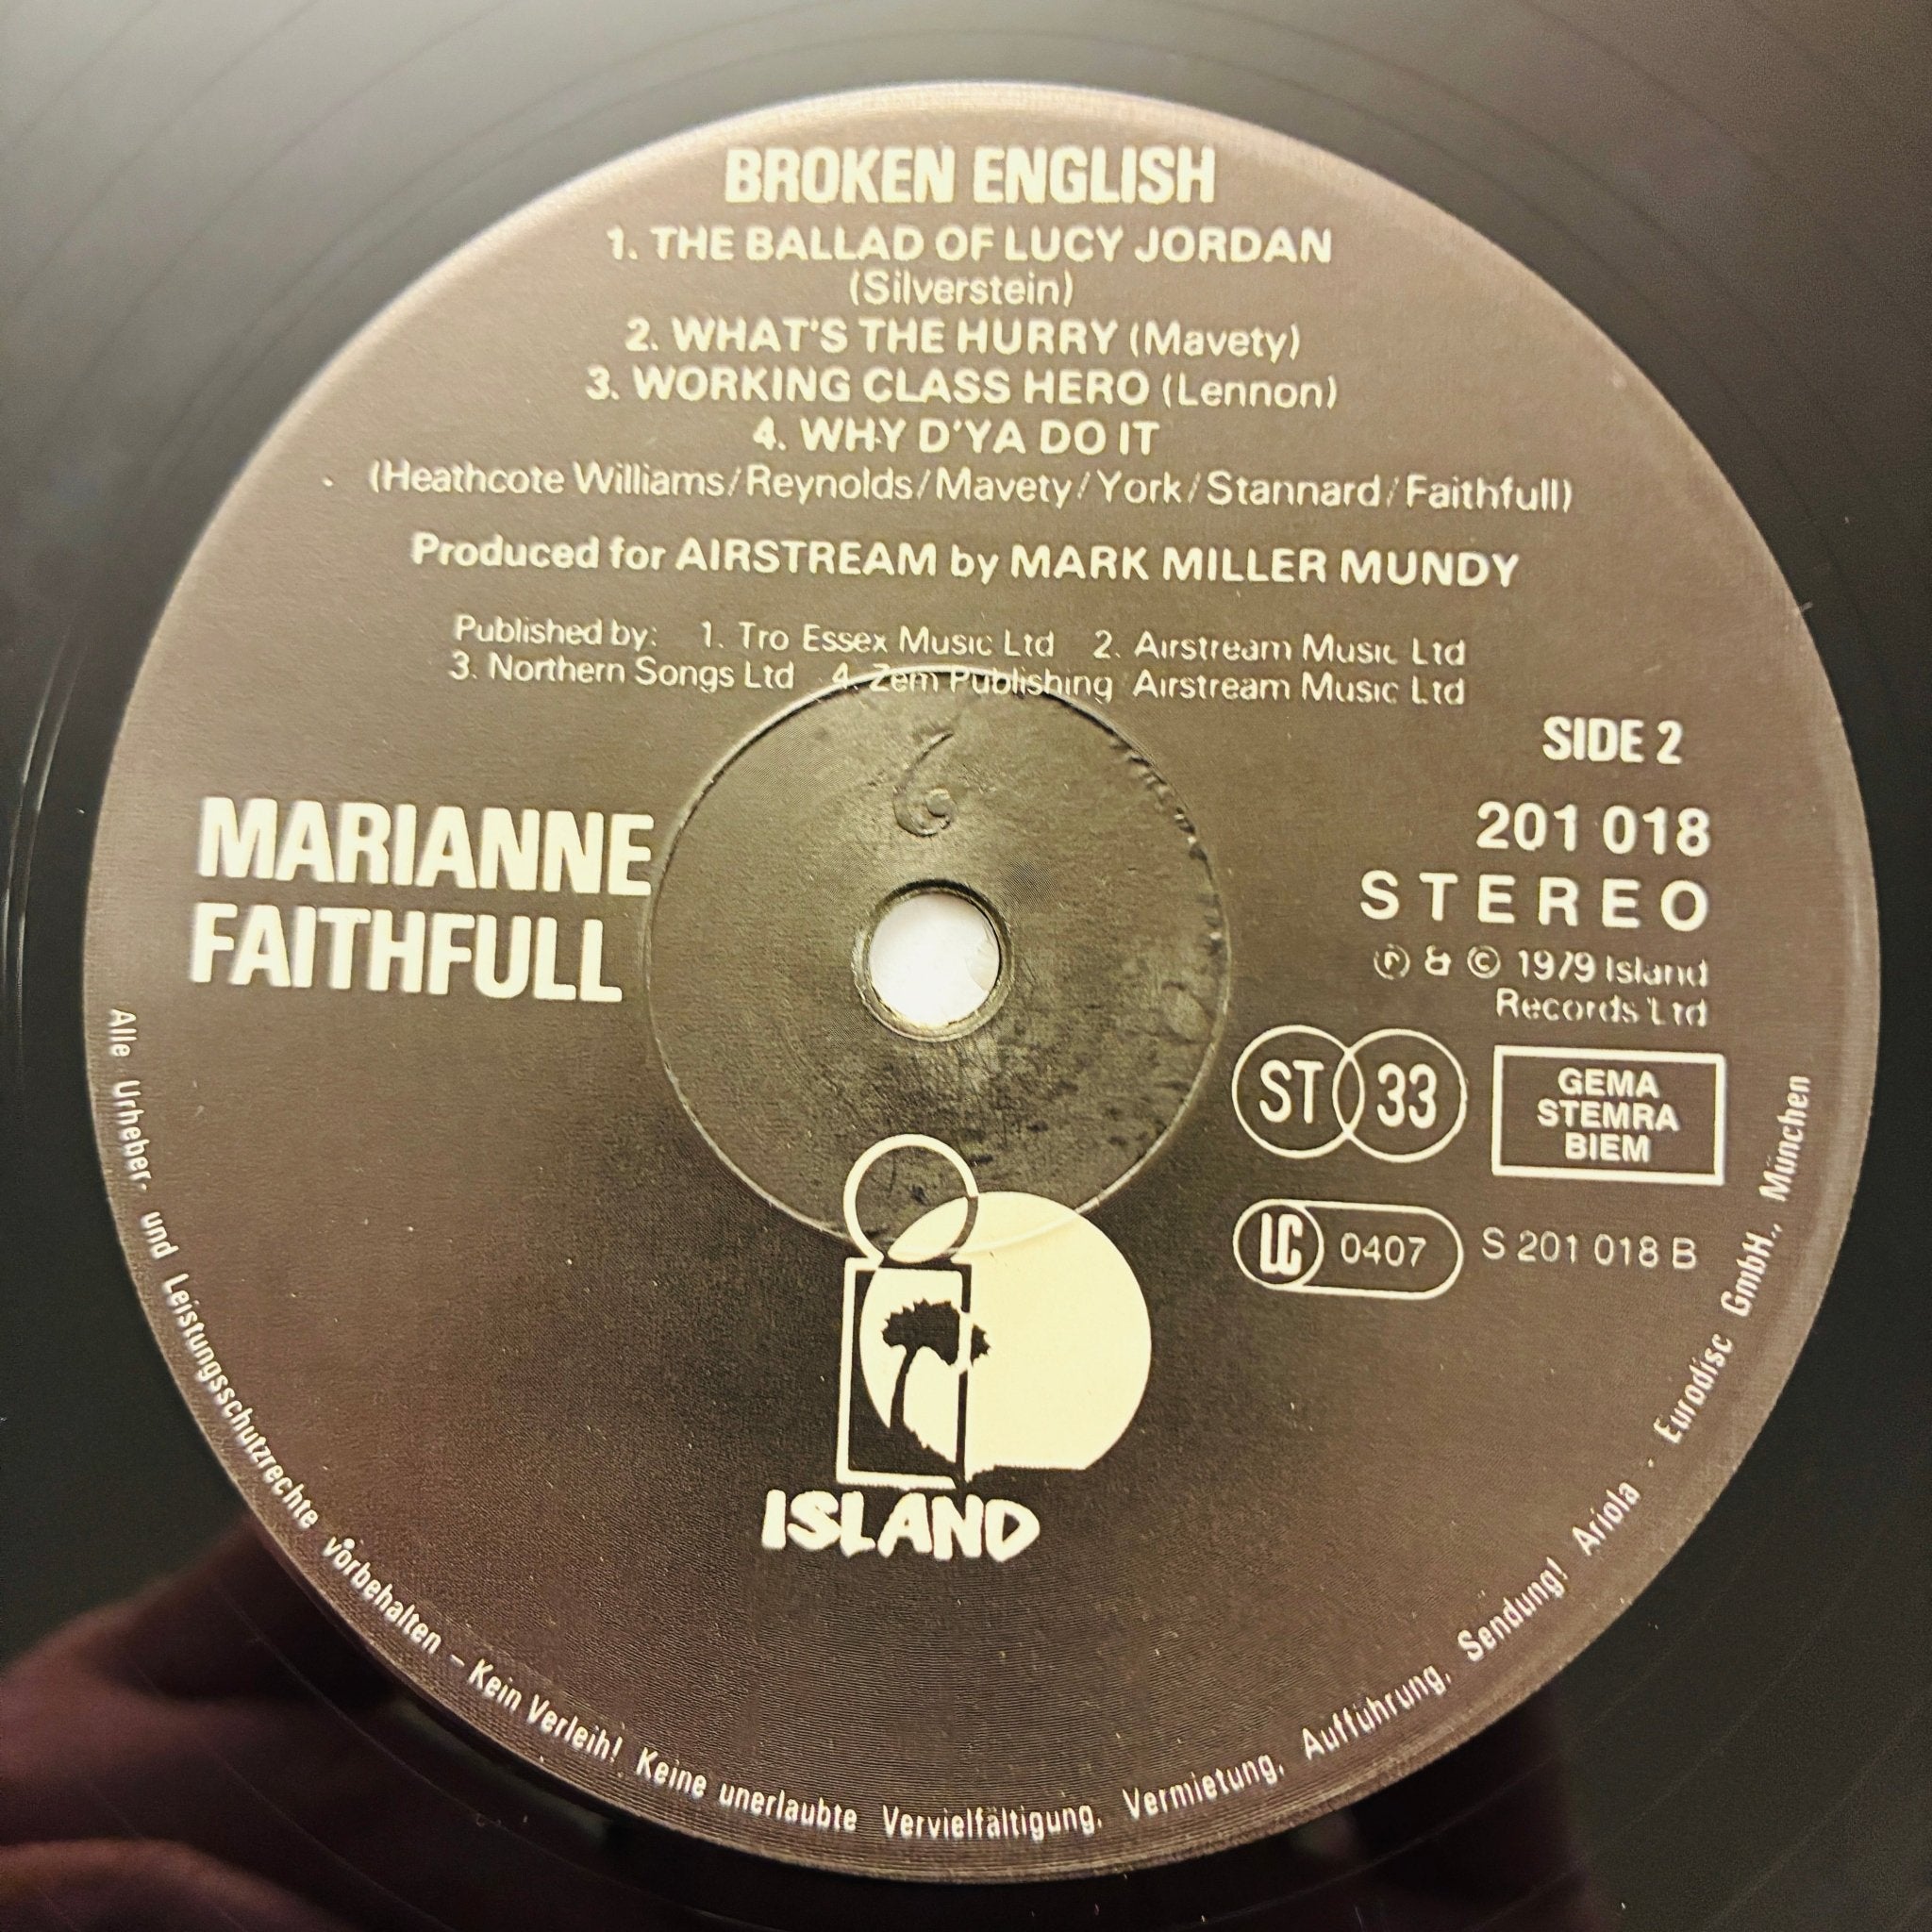 BROKEN ENGLISH
1. THE BALLAD OF LUCY JORDAN
(Silverstein)
2. WHAT'S THE HURRY (Mavety)
3. WORKING CLASS HERO (Lennon)
4. WHY D'YA DO IT
(Heathcote Williams/Reynolds/Mavety/York/Stannard/Faithfull)
Produced for AIRSTREAM by MARK MILLER MUNDY
Published by: 1. Tro Essex Music Ltd 2. Airstream Music Ltd
3. Northern Songs Ltd 4. Zem Publishing Airstream Music Ltd
6
SIDE 2
MARIANNE
FAITHFULL
201 018
STEREO
℗ & © 1979 Island
Records Ltd
ST 33
GEMA
STEMRA
BIEM
LC 0407 S 201 018 B
ISLAND
Alle Urheber- und Leistungsschutzrechte vorbehalten – Kein Verleih! Keine unerlaubte Vervielfältigung, Vermietung, Aufführung, Sendung! Ariola - Eurodisc GmbH., München